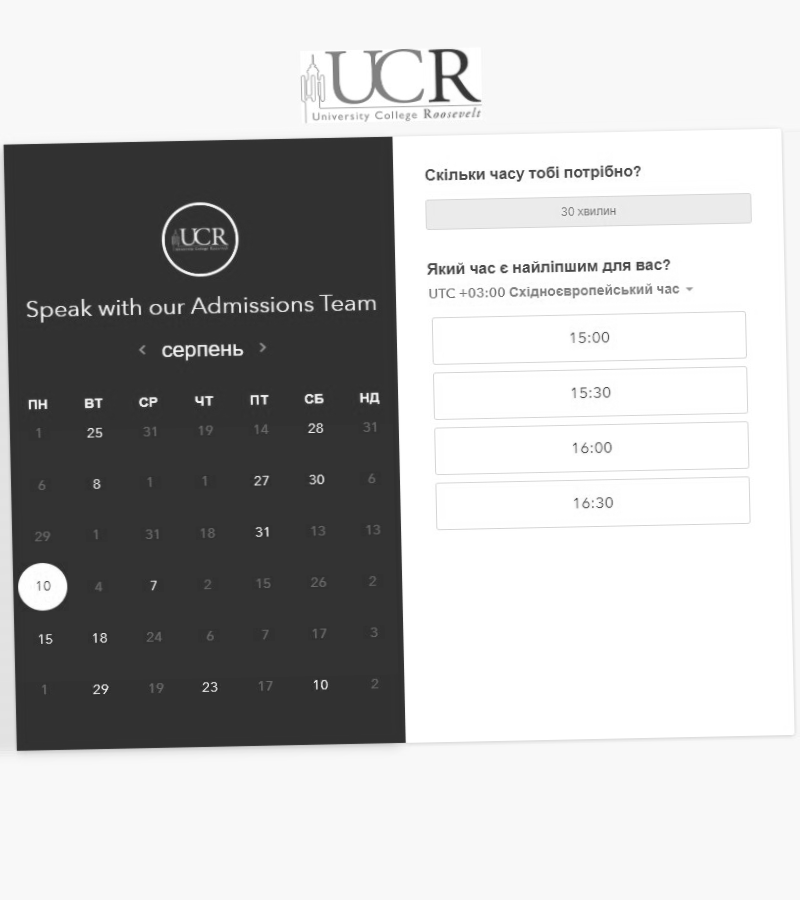 UCR
University College Roosevelt
UCR
Speak with our Admissions Team
< серпень >
ПН ВТ СР ЧТ ПТ СБ НД
1 25 31 19 14 28 31
6 8 1 1 27 30 6
29 1 31 18 31 13 13
10 4 7 2 15 26 2
15 18 24 6 7 17 3
1 29 19 23 17 10 2
Скільки часу тобі потрібно?
30 хвилин
Який час є найліпшим для вас?
UTC +03:00 Східноєвропейський час
15:00
15:30
16:00
16:30